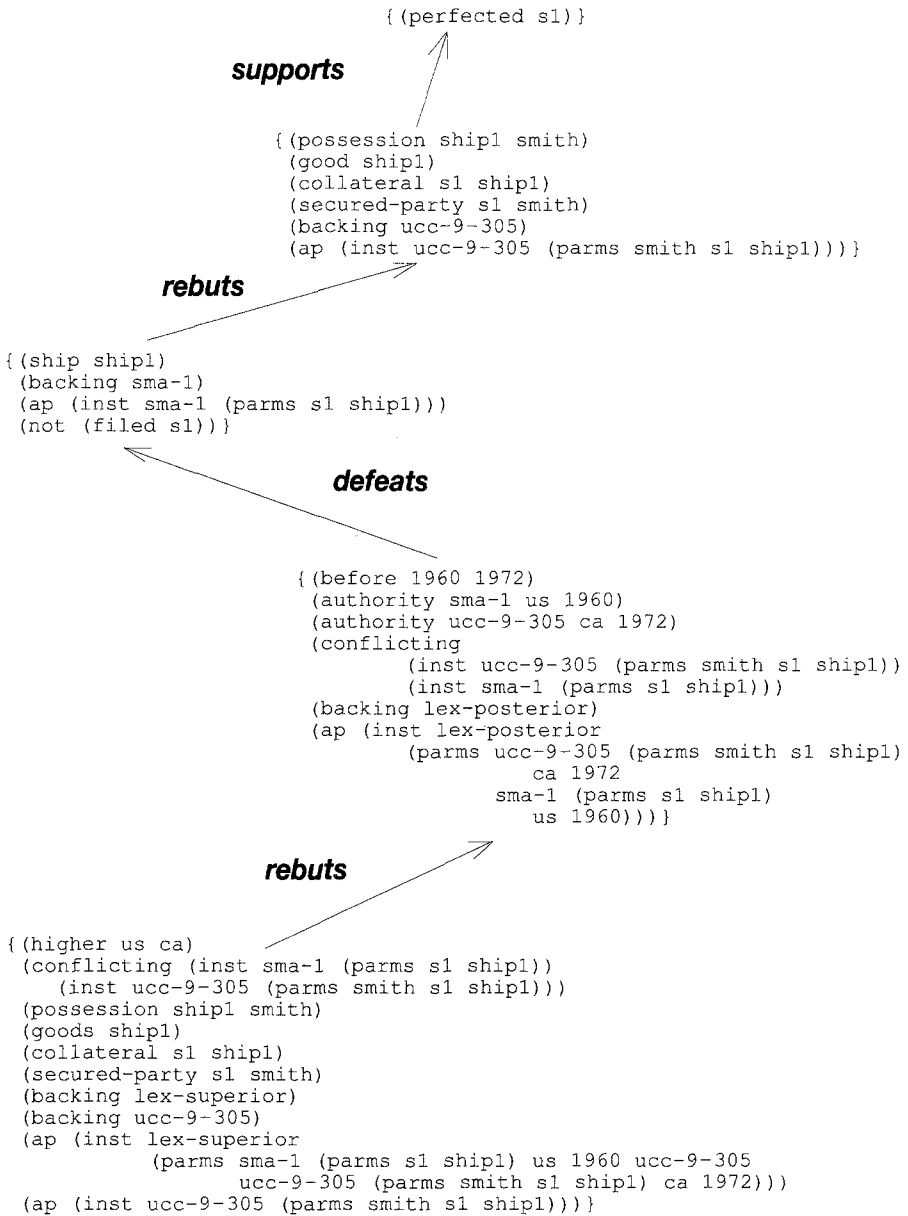 {(perfected s1)}
supports
{(possession ship1 smith)
(good ship1)
(collateral s1 ship1)
(secured-party s1 smith)
(backing ucc-9-305)
(ap (inst ucc-9-305 (parms smith s1 ship1)))}
rebuts
{(ship ship1)
(backing sma-1)
(ap (inst sma-1 (parms s1 ship1)))
(not (filed s1))}
defeats
{(before 1960 1972)
(authority sma-1 us 1960)
(authority ucc-9-305 ca 1972)
(conflicting
(inst ucc-9-305 (parms smith s1 ship1))
(inst sma-1 (parms s1 ship1)))
(backing lex-posterior)
(ap (inst lex-posterior
(parms ucc-9-305 (parms smith s1 ship1)
ca 1972
sma-1 (parms s1 ship1)
us 1960)))}
rebuts
{(higher us ca)
(conflicting (inst sma-1 (parms s1 ship1))
(inst ucc-9-305 (parms smith s1 ship1)))
(possession ship1 smith)
(goods ship1)
(collateral s1 ship1)
(secured-party s1 smith)
(backing lex-superior)
(backing ucc-9-305)
(ap (inst lex-superior
(parms sma-1 (parms s1 ship1) us 1960 ucc-9-305
ucc-9-305 (parms smith s1 ship1) ca 1972)))
(ap (inst ucc-9-305 (parms smith s1 ship1)))}